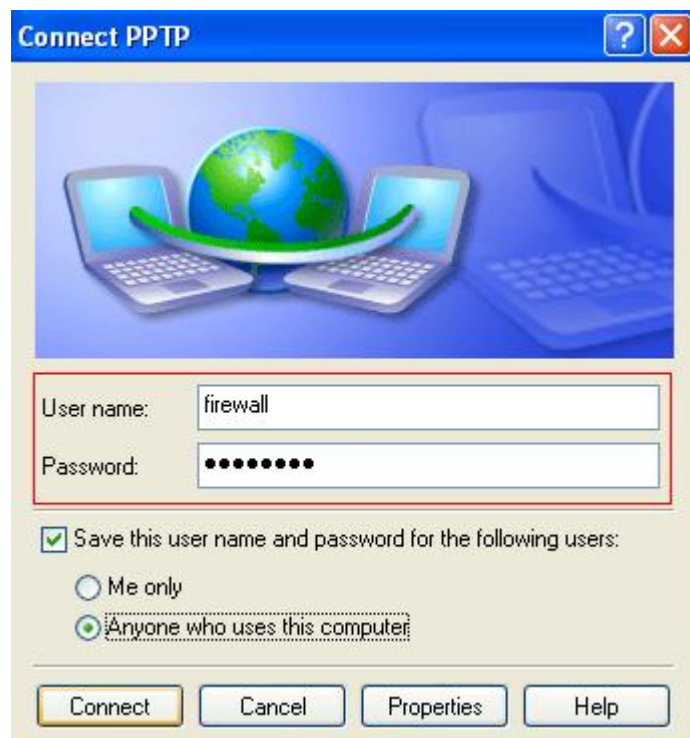 Connect PPTP
User name: firewall
Password: ●●●●●●●●
Save this user name and password for the following users:
Me only
Anyone who uses this computer
Connect Cancel Properties Help